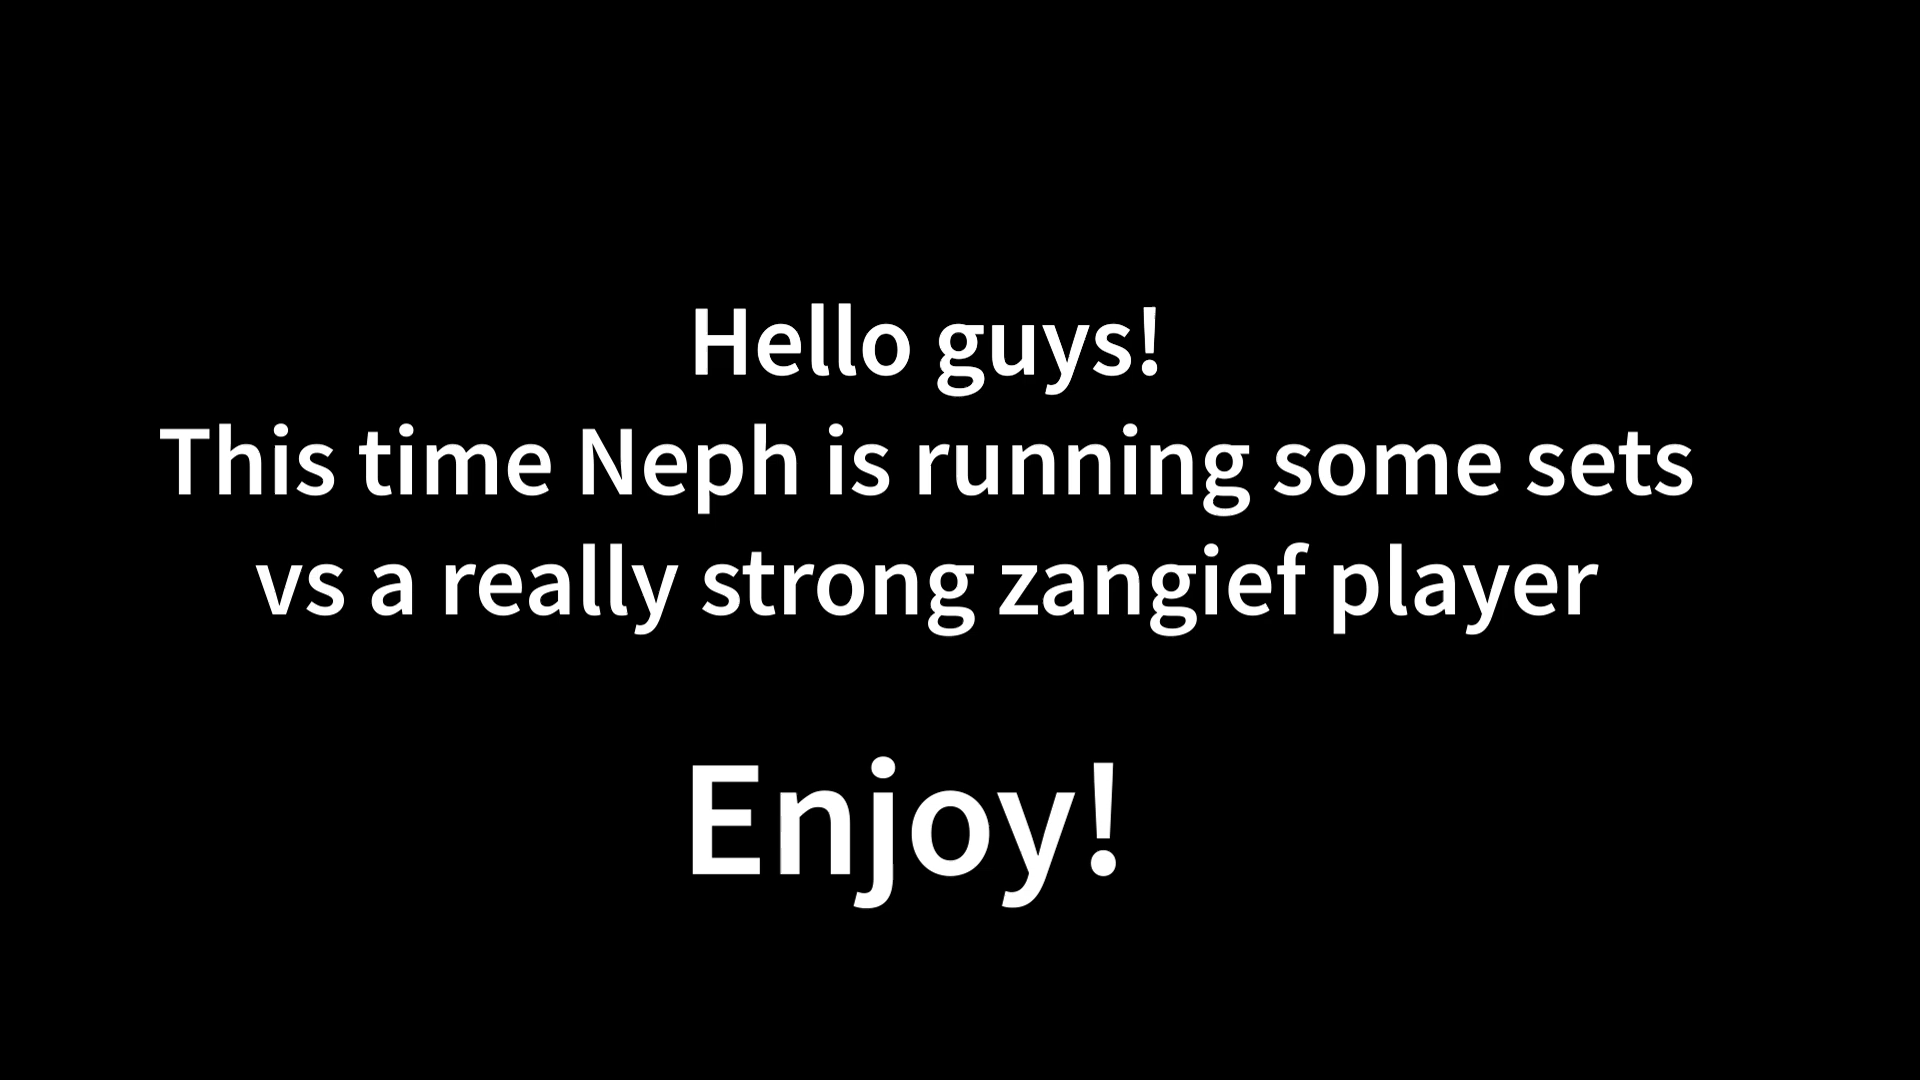 Hello guys!
This time Neph is running some sets
vs a really strong zangief player
Enjoy!